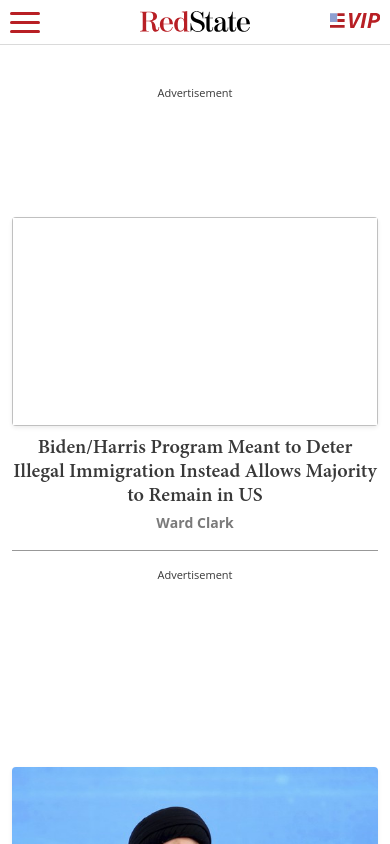 RedState
VIP
Advertisement
Biden/Harris Program Meant to Deter
Illegal Immigration Instead Allows Majority
to Remain in US
Ward Clark
Advertisement